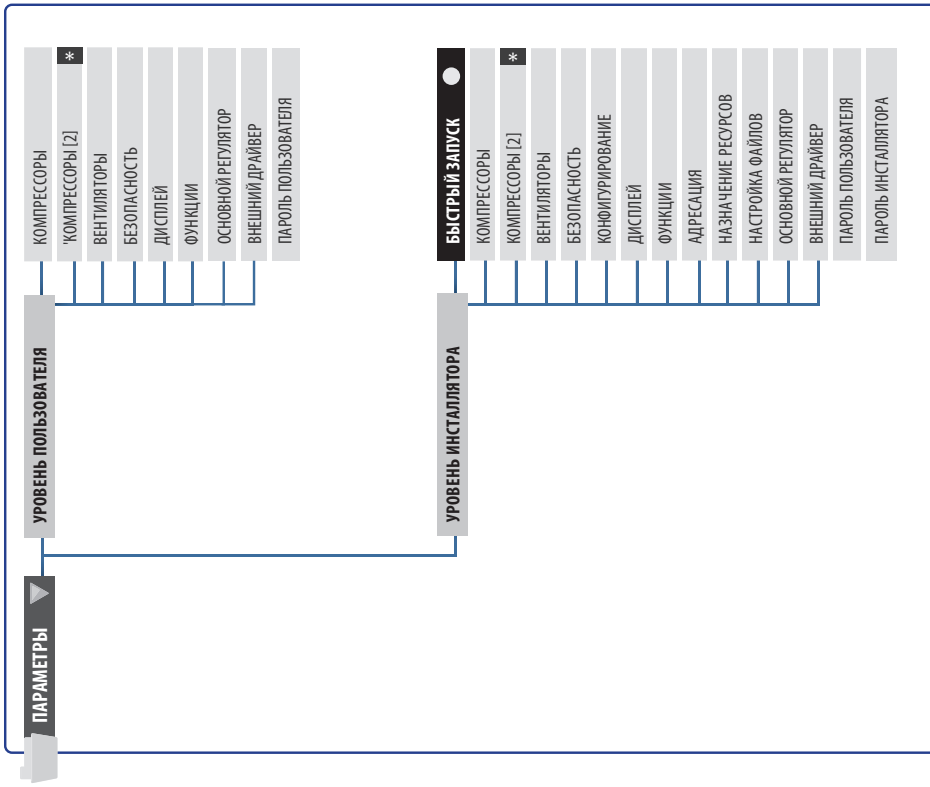 ПАРАМЕТРЫ
УРОВЕНЬ ПОЛЬЗОВАТЕЛЯ
КОМПРЕССОРЫ
'КОМПРЕССОРЫ [2] *
ВЕНТИЛЯТОРЫ
БЕЗОПАСНОСТЬ
ДИСПЛЕЙ
ФУНКЦИИ
ОСНОВНОЙ РЕГУЛЯТОР
ВНЕШНИЙ ДРАЙВЕР
ПАРОЛЬ ПОЛЬЗОВАТЕЛЯ
УРОВЕНЬ ИНСТАЛЛЯТОРА
БЫСТРЫЙ ЗАПУСК
КОМПРЕССОРЫ
КОМПРЕССОРЫ [2] *
ВЕНТИЛЯТОРЫ
БЕЗОПАСНОСТЬ
КОНФИГУРИРОВАНИЕ
ДИСПЛЕЙ
ФУНКЦИИ
АДРЕСАЦИЯ
НАЗНАЧЕНИЕ РЕСУРСОВ
НАСТРОЙКА ФАЙЛОВ
ОСНОВНОЙ РЕГУЛЯТОР
ВНЕШНИЙ ДРАЙВЕР
ПАРОЛЬ ПОЛЬЗОВАТЕЛЯ
ПАРОЛЬ ИНСТАЛЛЯТОРА